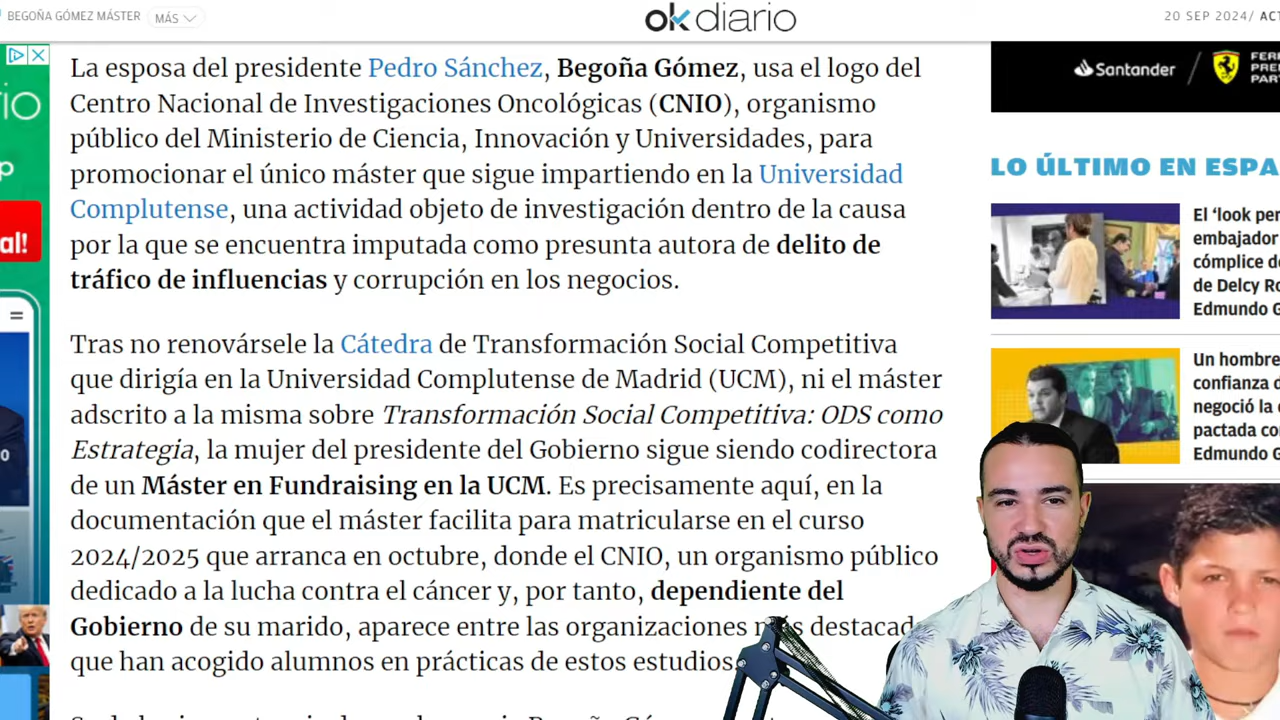 BEGOÑA GÓMEZ MÁSTER
MÁS
okdiario
20 SEP 2024/
La esposa del presidente Pedro Sánchez, Begoña Gómez, usa el logo del
Centro Nacional de Investigaciones Oncológicas (CNIO), organismo
público del Ministerio de Ciencia, Innovación y Universidades, para
promocionar el único máster que sigue impartiendo en la Universidad
Complutense, una actividad objeto de investigación dentro de la causa
por la que se encuentra imputada como presunta autora de delito de
tráfico de influencias y corrupción en los negocios.
Tras no renovársele la Cátedra de Transformación Social Competitiva
que dirigía en la Universidad Complutense de Madrid (UCM), ni el máster
adscrito a la misma sobre Transformación Social Competitiva: ODS como
Estrategia, la mujer del presidente del Gobierno sigue siendo codirectora
de un Máster en Fundraising en la UCM. Es precisamente aquí, en la
documentación que el máster facilita para matricularse en el curso
2024/2025 que arranca en octubre, donde el CNIO, un organismo público
dedicado a la lucha contra el cáncer y, por tanto, dependiente del
Gobierno de su marido, aparece entre las organizaciones más destacad
que han acogido alumnos en prácticas de estos estudios.
al!
Santander
LO ÚLTIMO EN ESPA
El ‘look
embajador
cómplice
de Delcy
Edmundo
Un hombre
confianza
negoció la
pactada
Edmundo